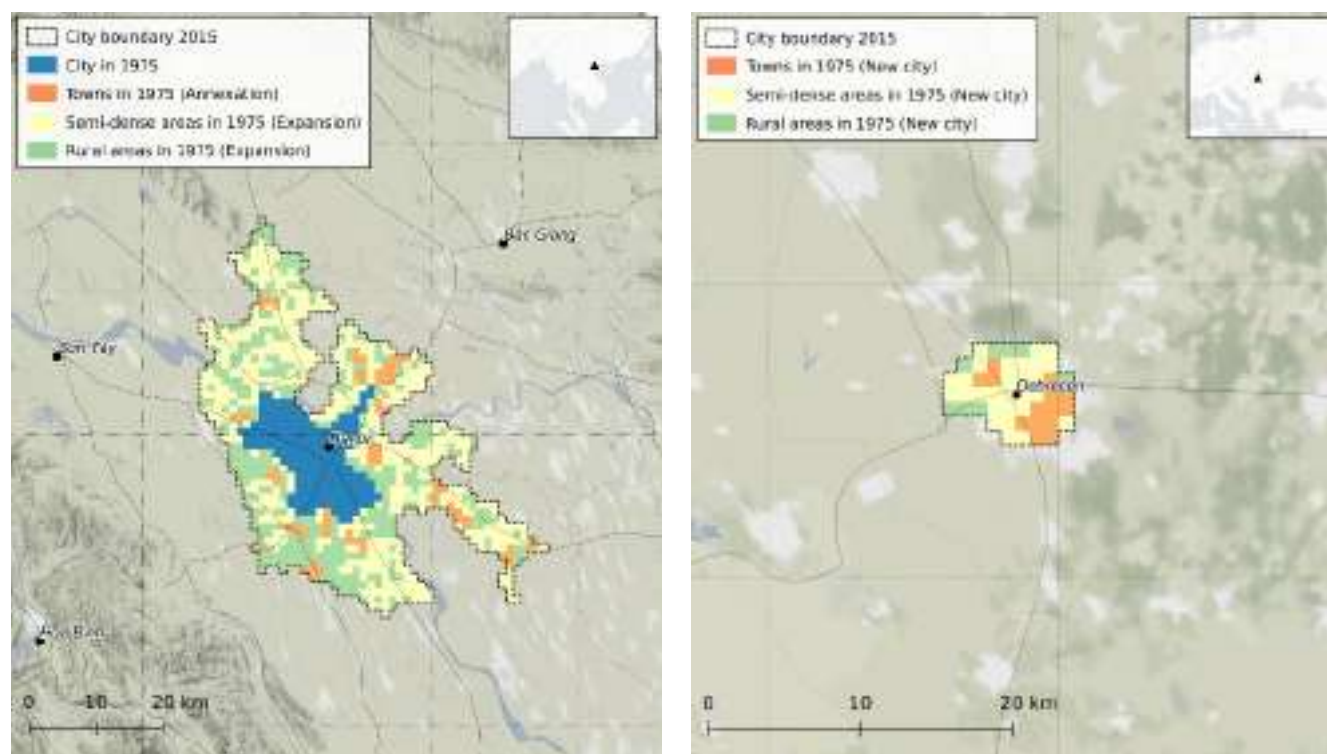 City boundary 2015
City in 1975
Towns in 1975 (Annexation)
Semi-dense areas in 1975 (Expansion)
Rural areas in 1975 (Expansion)
Bac Giang
Son Tay
0 10 20 km
City boundary 2015
Towns in 1975 (New city)
Semi-dense areas in 1975 (New city)
Rural areas in 1975 (New city)
Debrecen
0 10 20 km